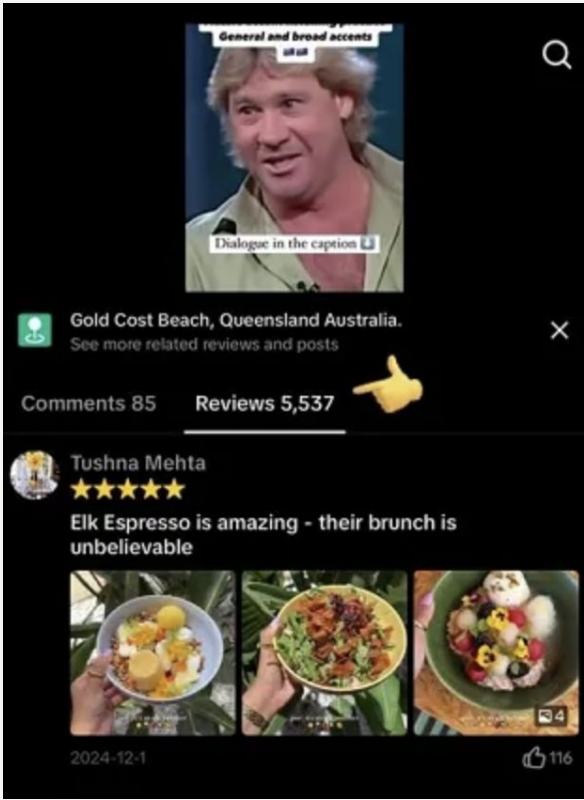 General and broad accents
Dialogue in the caption
Gold Cost Beach, Queensland Australia.
See more related reviews and posts
Comments 85
Reviews 5,537
Tushna Mehta
Elk Espresso is amazing - their brunch is
unbelievable
4
2024-12-1
116